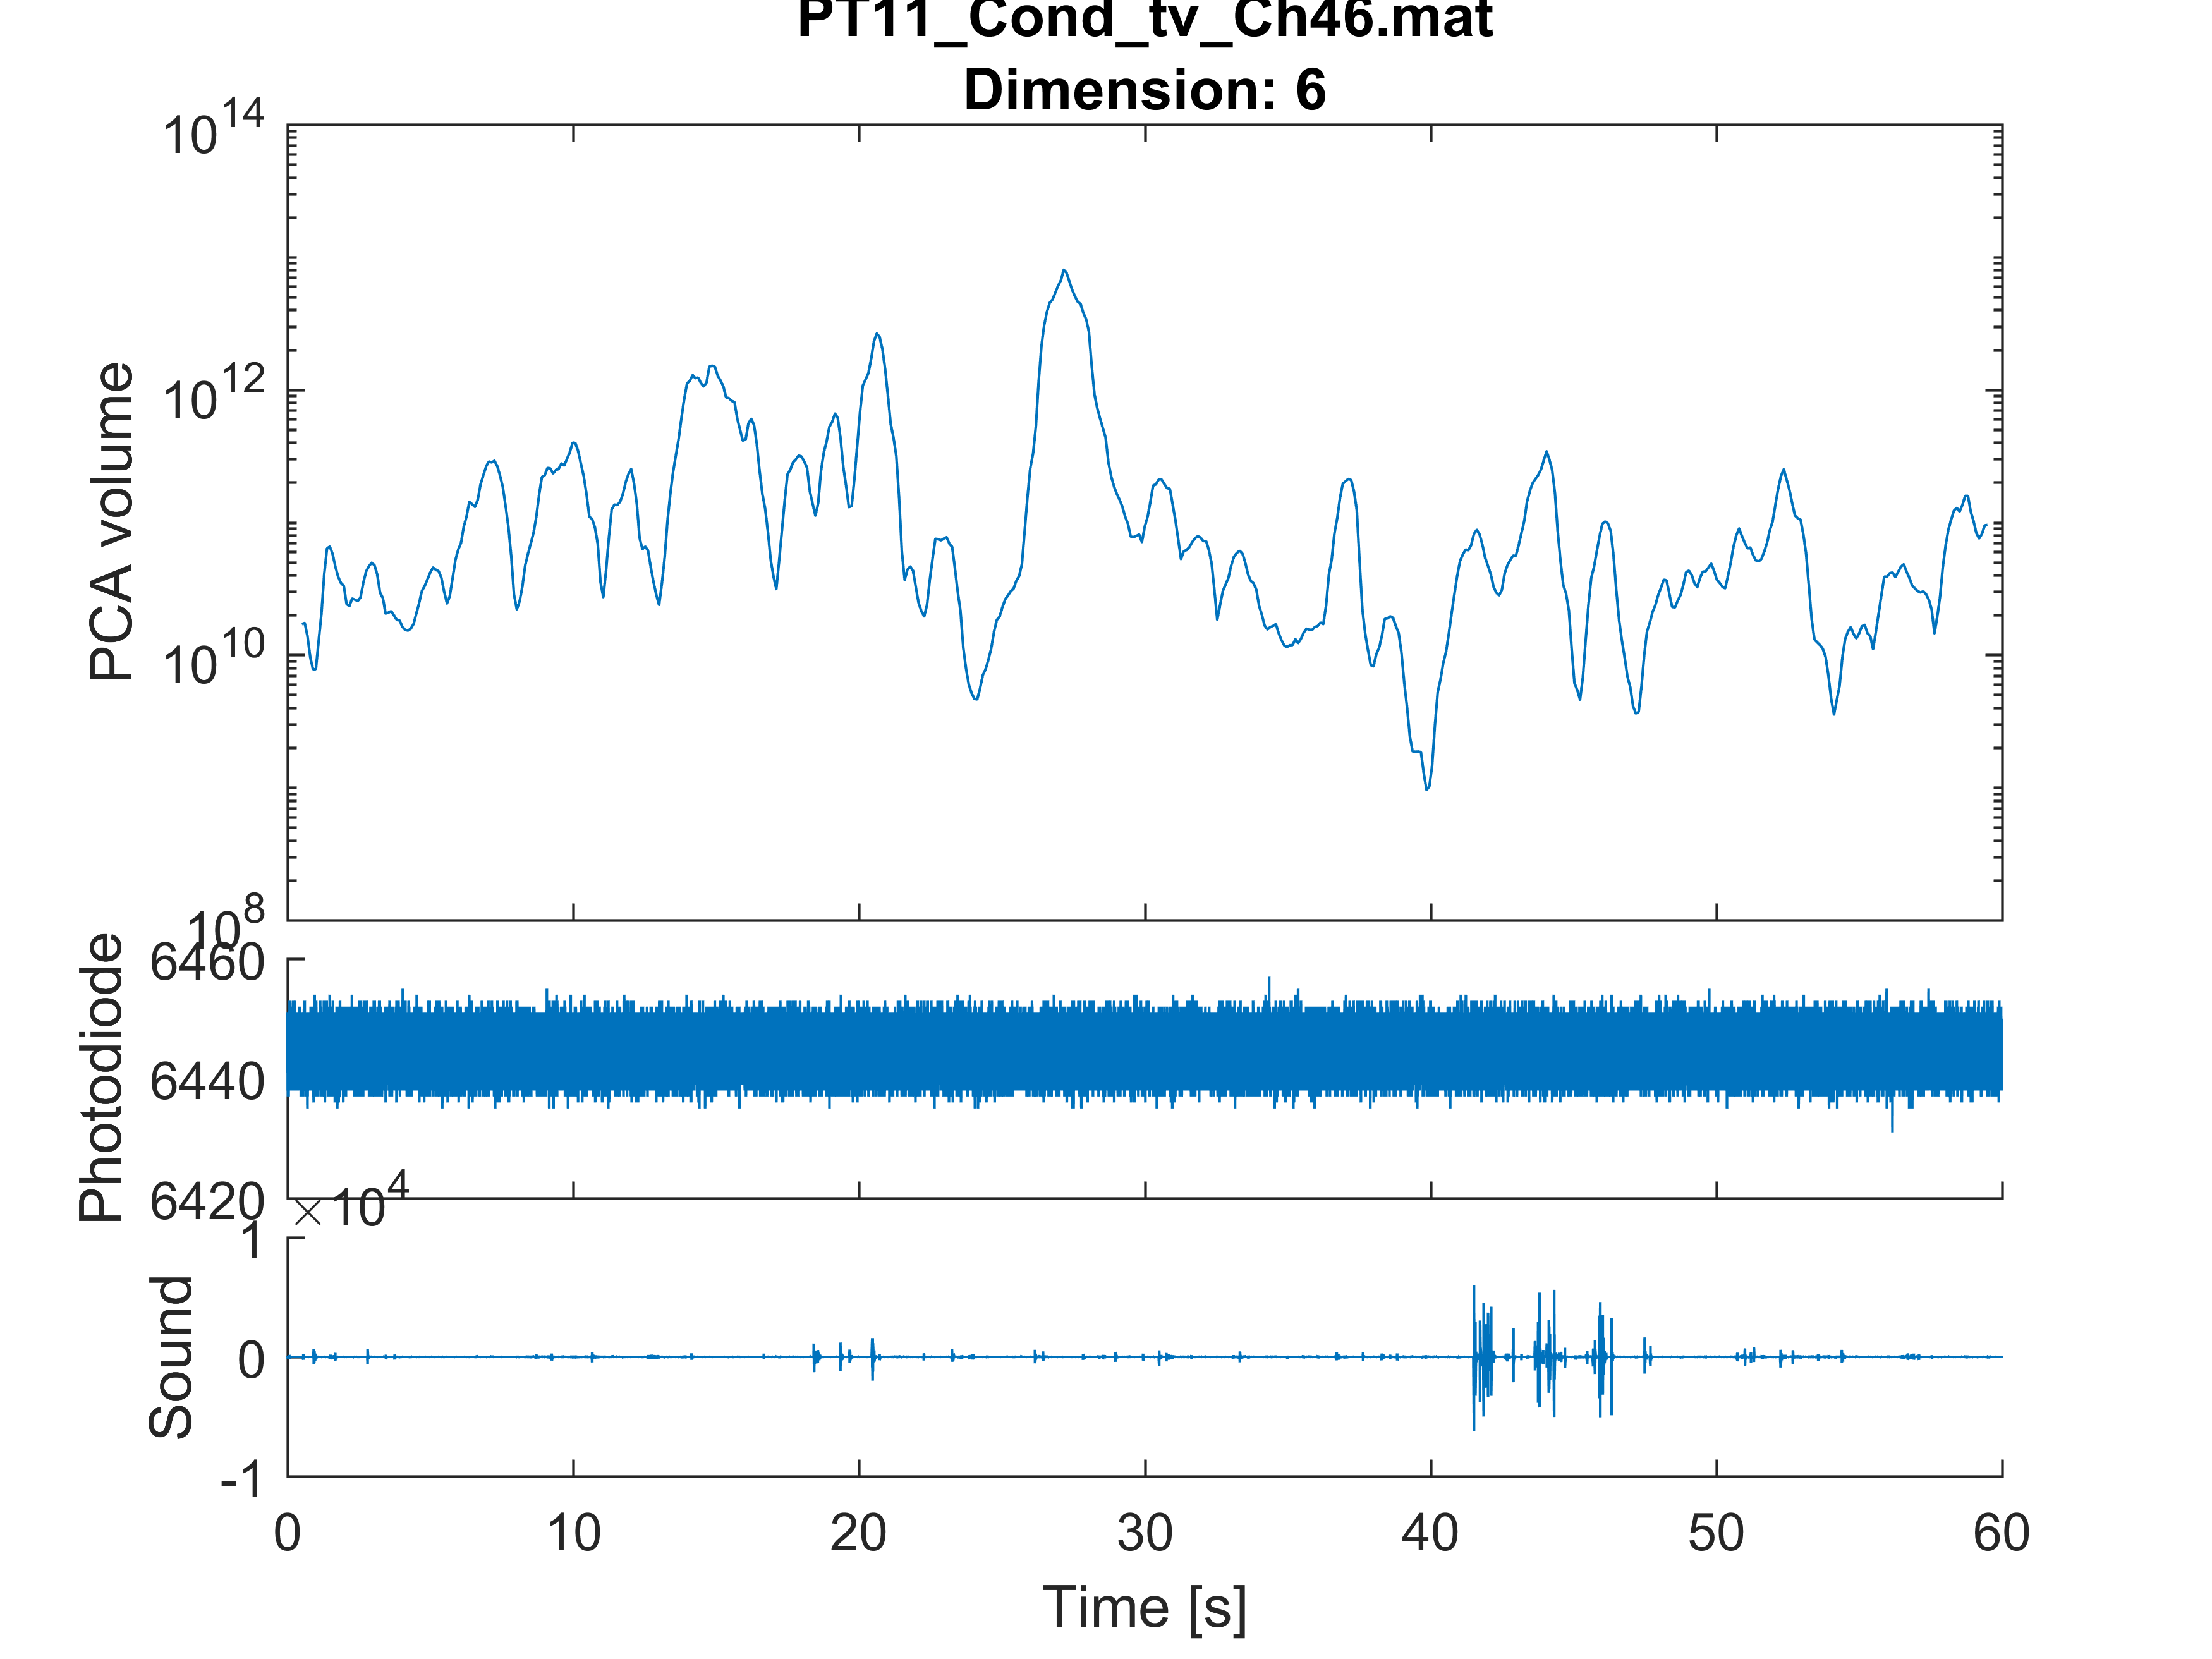 PT11_Cond_tv_Ch46.mat
Dimension: 6
10^14
10^12
10^10
10^8
PCA volume
6460
6440
6420
Photodiode
×10^4
1
0
-1
Sound
0 10 20 30 40 50 60
Time [s]